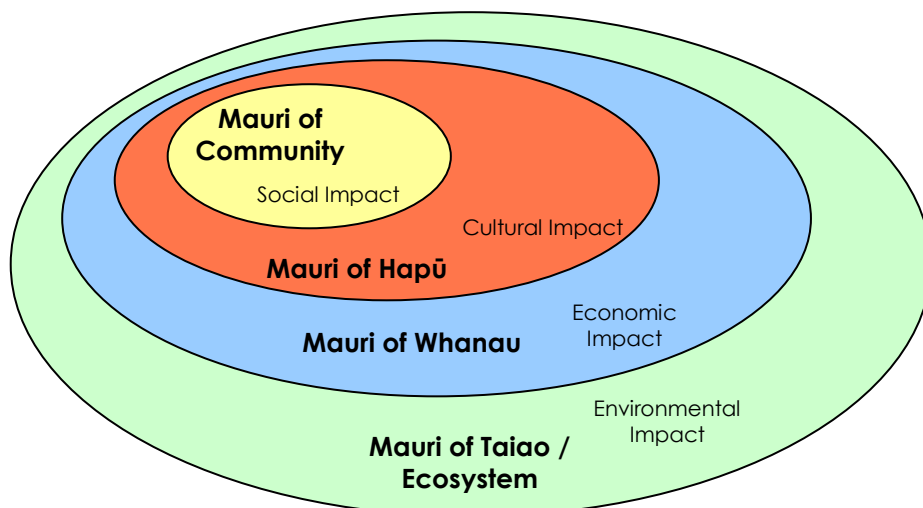 Mauri of
Community
Social Impact
Cultural Impact
Mauri of Hapū
Economic
Impact
Mauri of Whanau
Environmental
Impact
Mauri of Taiao /
Ecosystem